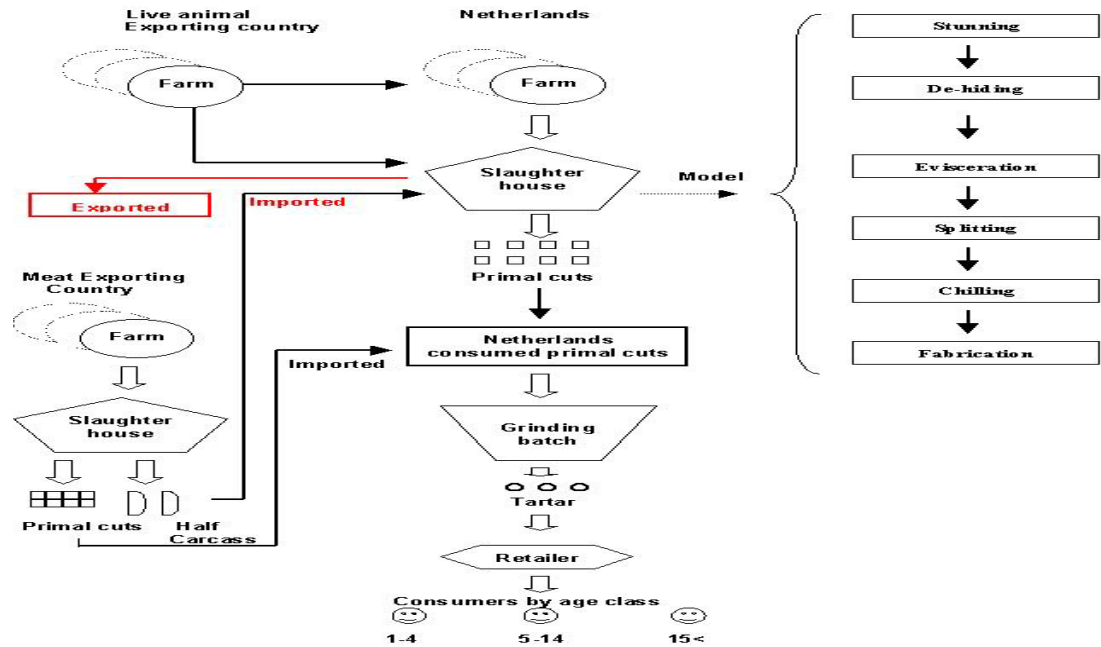 Live animal
Exporting country
Netherlands
Farm
Farm
Slaughter
house
Model
Exported
Imported
Primal cuts
Meat Exporting
Country
Farm
Slaughter
house
Primal cuts
Half
Carcass
Imported
Netherlands
consumed primal cuts
Grinding
batch
Tartar
Retailer
Consumers by age class
1-4
5-14
15<
Stunning
De-hiding
Evisceration
Splitting
Chilling
Fabrication